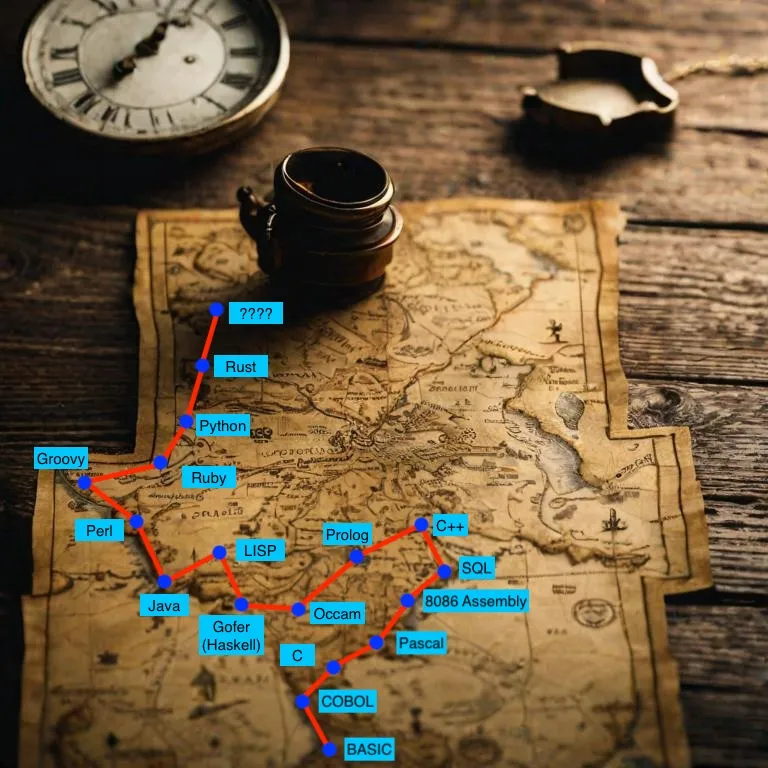 ????
Rust
Python
Groovy
Ruby
Perl
C++
Prolog
LISP
SQL
Java
8086 Assembly
Occam
Gofer
(Haskell)
Pascal
C
COBOL
BASIC